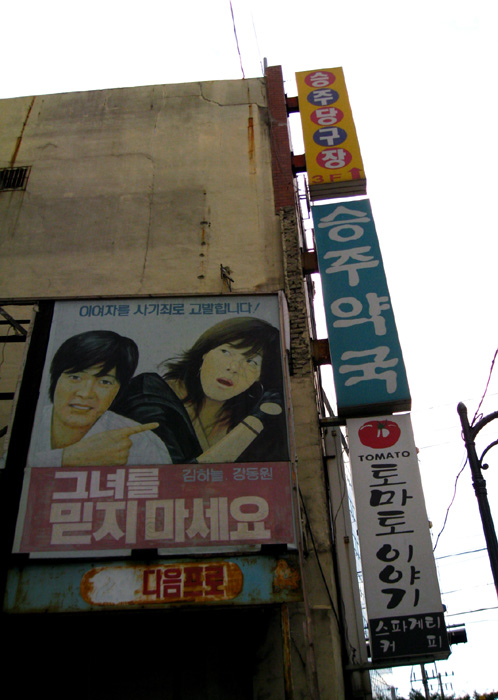 승주당구장
3F
승주약국
TOMATO
토마토이야기
스파게티
커피
이여자를 사기죄로 고발합니다!
김하늘 강동원
그녀를
믿지마세요
다음프로